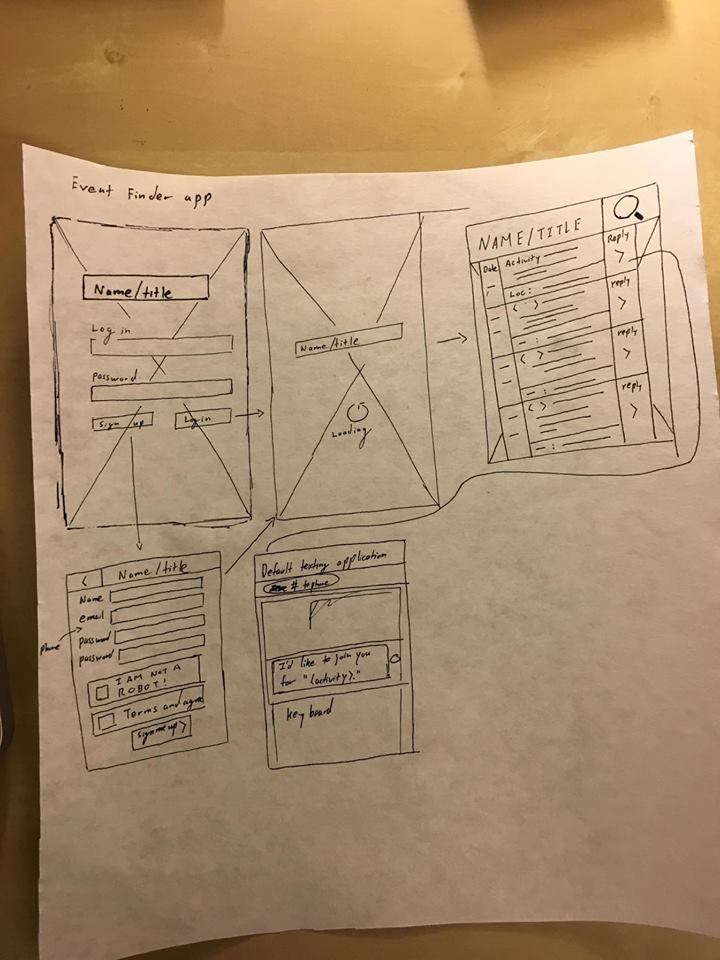 Event Finder app
Name/title
Log in
password
sign up
Log in
Name/title
Loading
NAME/TITLE
Date
Activity
Reply
>
Loc:
< >
reply
>
< >
reply
>
< >
reply
>
<
Name/title
Name
email
phone
password
password
I AM NOT A
ROBOT!
Terms and agree
sign me up >
Default texting application
# to phone
I'd like to join you
for "(activity)."
keyboard